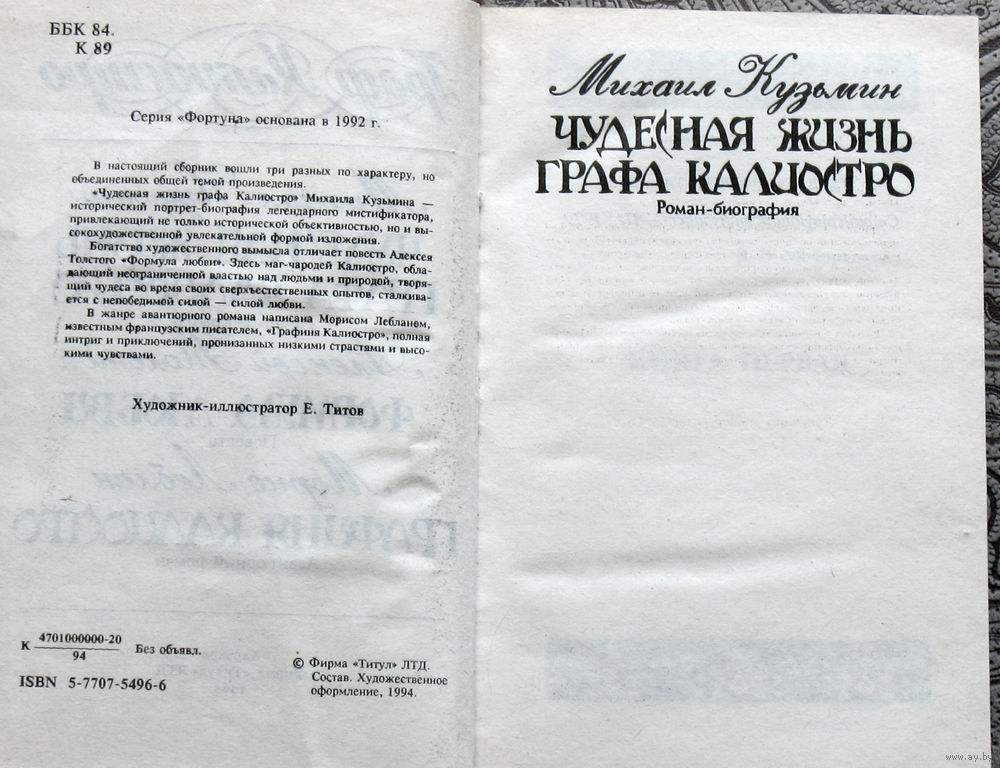 ББК 84.
К 89
Серия «Фортуна» основана в 1992 г.
В настоящий сборник вошли три разных по характеру, но
объединенных общей темой произведения.
«Чудесная жизнь графа Калиостро» Михаила Кузьмина —
исторический портрет-биография легендарного мистификатора,
привлекающий не только исторической объективностью, но и вы-
сокохудожественной увлекательной формой изложения.
Богатство художественного вымысла отличает повесть Алексея
Толстого «Формула любви». Здесь маг-чародей Калиостро, обла-
дающий неограниченной властью над людьми и природой, творя-
щий чудеса во время своих сверхъестественных опытов, сталкива-
ется с непобедимой силой — силой любви.
В жанре авантюрного романа написана Морисом Лебланом,
известным французским писателем, «Графиня Калиостро», полная
интриг и приключений, пронизанных низкими страстями и высо-
кими чувствами.
Художник-иллюстратор Е. Титов
К 4701000000-20
94
Без объявл.
ISBN 5-7707-5496-6
© Фирма «Титул» ЛТД.
Состав. Художественное
оформление, 1994.
Михаил Кузьмин
ЧУДЕСНАЯ ЖИЗНЬ
ГРАФА КАЛИОСТРО
Роман-биография
www.ay.by